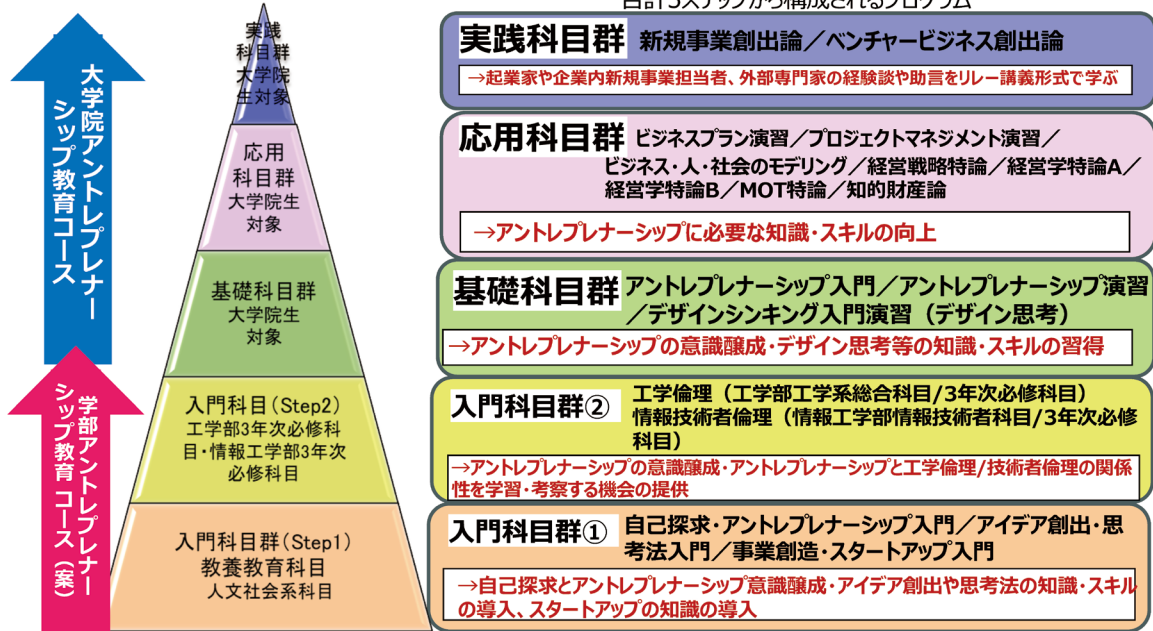 合計5ステップから構成されるプログラム
大学院アントレプレナー
シップ教育コース
学部アントレプレナー
シップ教育 コース（案）
実践
科目群
大学院
生対象
応用
科目群
大学院生
対象
基礎科目群
大学院生
対象
入門科目(Step2)
工学部3年次必修科
目・情報工学部3年次
必修科目
入門科目群(Step1)
教養教育科目
人文社会系科目
実践科目群 新規事業創出論／ベンチャービジネス創出論
→起業家や企業内新規事業担当者、外部専門家の経験談や助言をリレー講義形式で学ぶ
応用科目群 ビジネスプラン演習／プロジェクトマネジメント演習／
ビジネス・人・社会のモデリング／経営戦略特論／経営学特論A／
経営学特論B／MOT特論／知的財産論
→アントレプレナーシップに必要な知識・スキルの向上
基礎科目群 アントレプレナーシップ入門／アントレプレナーシップ演習
／デザインシンキング入門演習（デザイン思考）
→アントレプレナーシップの意識醸成・デザイン思考等の知識・スキルの習得
入門科目群② 工学倫理（工学部工学系総合科目/3年次必修科目）
情報技術者倫理（情報工学部情報技術者科目/3年次必修
科目）
→アントレプレナーシップの意識醸成・アントレプレナーシップと工学倫理/技術者倫理の関係
性を学習・考察する機会の提供
入門科目群① 自己探求・アントレプレナーシップ入門／アイデア創出・思
考法入門／事業創造・スタートアップ入門
→自己探求とアントレプレナーシップ意識醸成・アイデア創出や思考法の知識・スキル
の導入、スタートアップの知識の導入